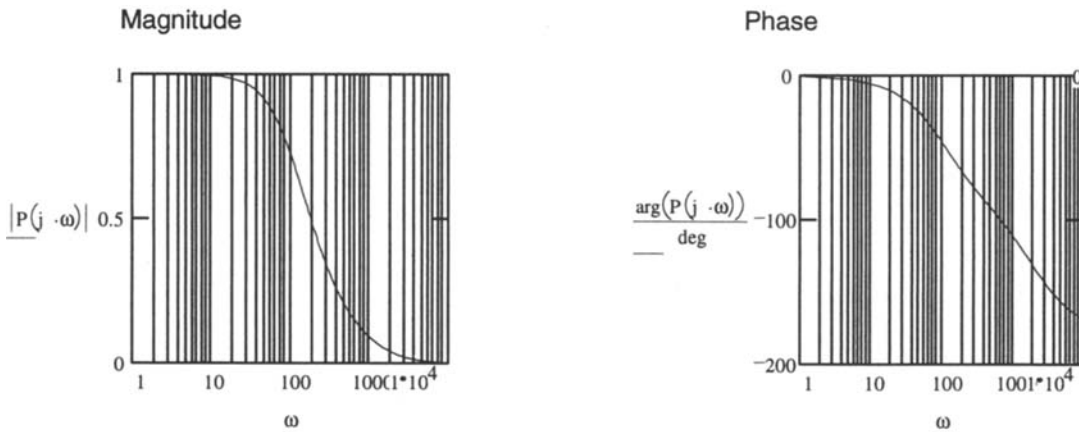 Magnitude
1
0.5
0
|P(j ·ω)|
1 10 100 1000 1•10⁴
ω
Phase
0
−100
−200
arg(P(j ·ω))
deg
0
1 10 100 1•10⁴
ω